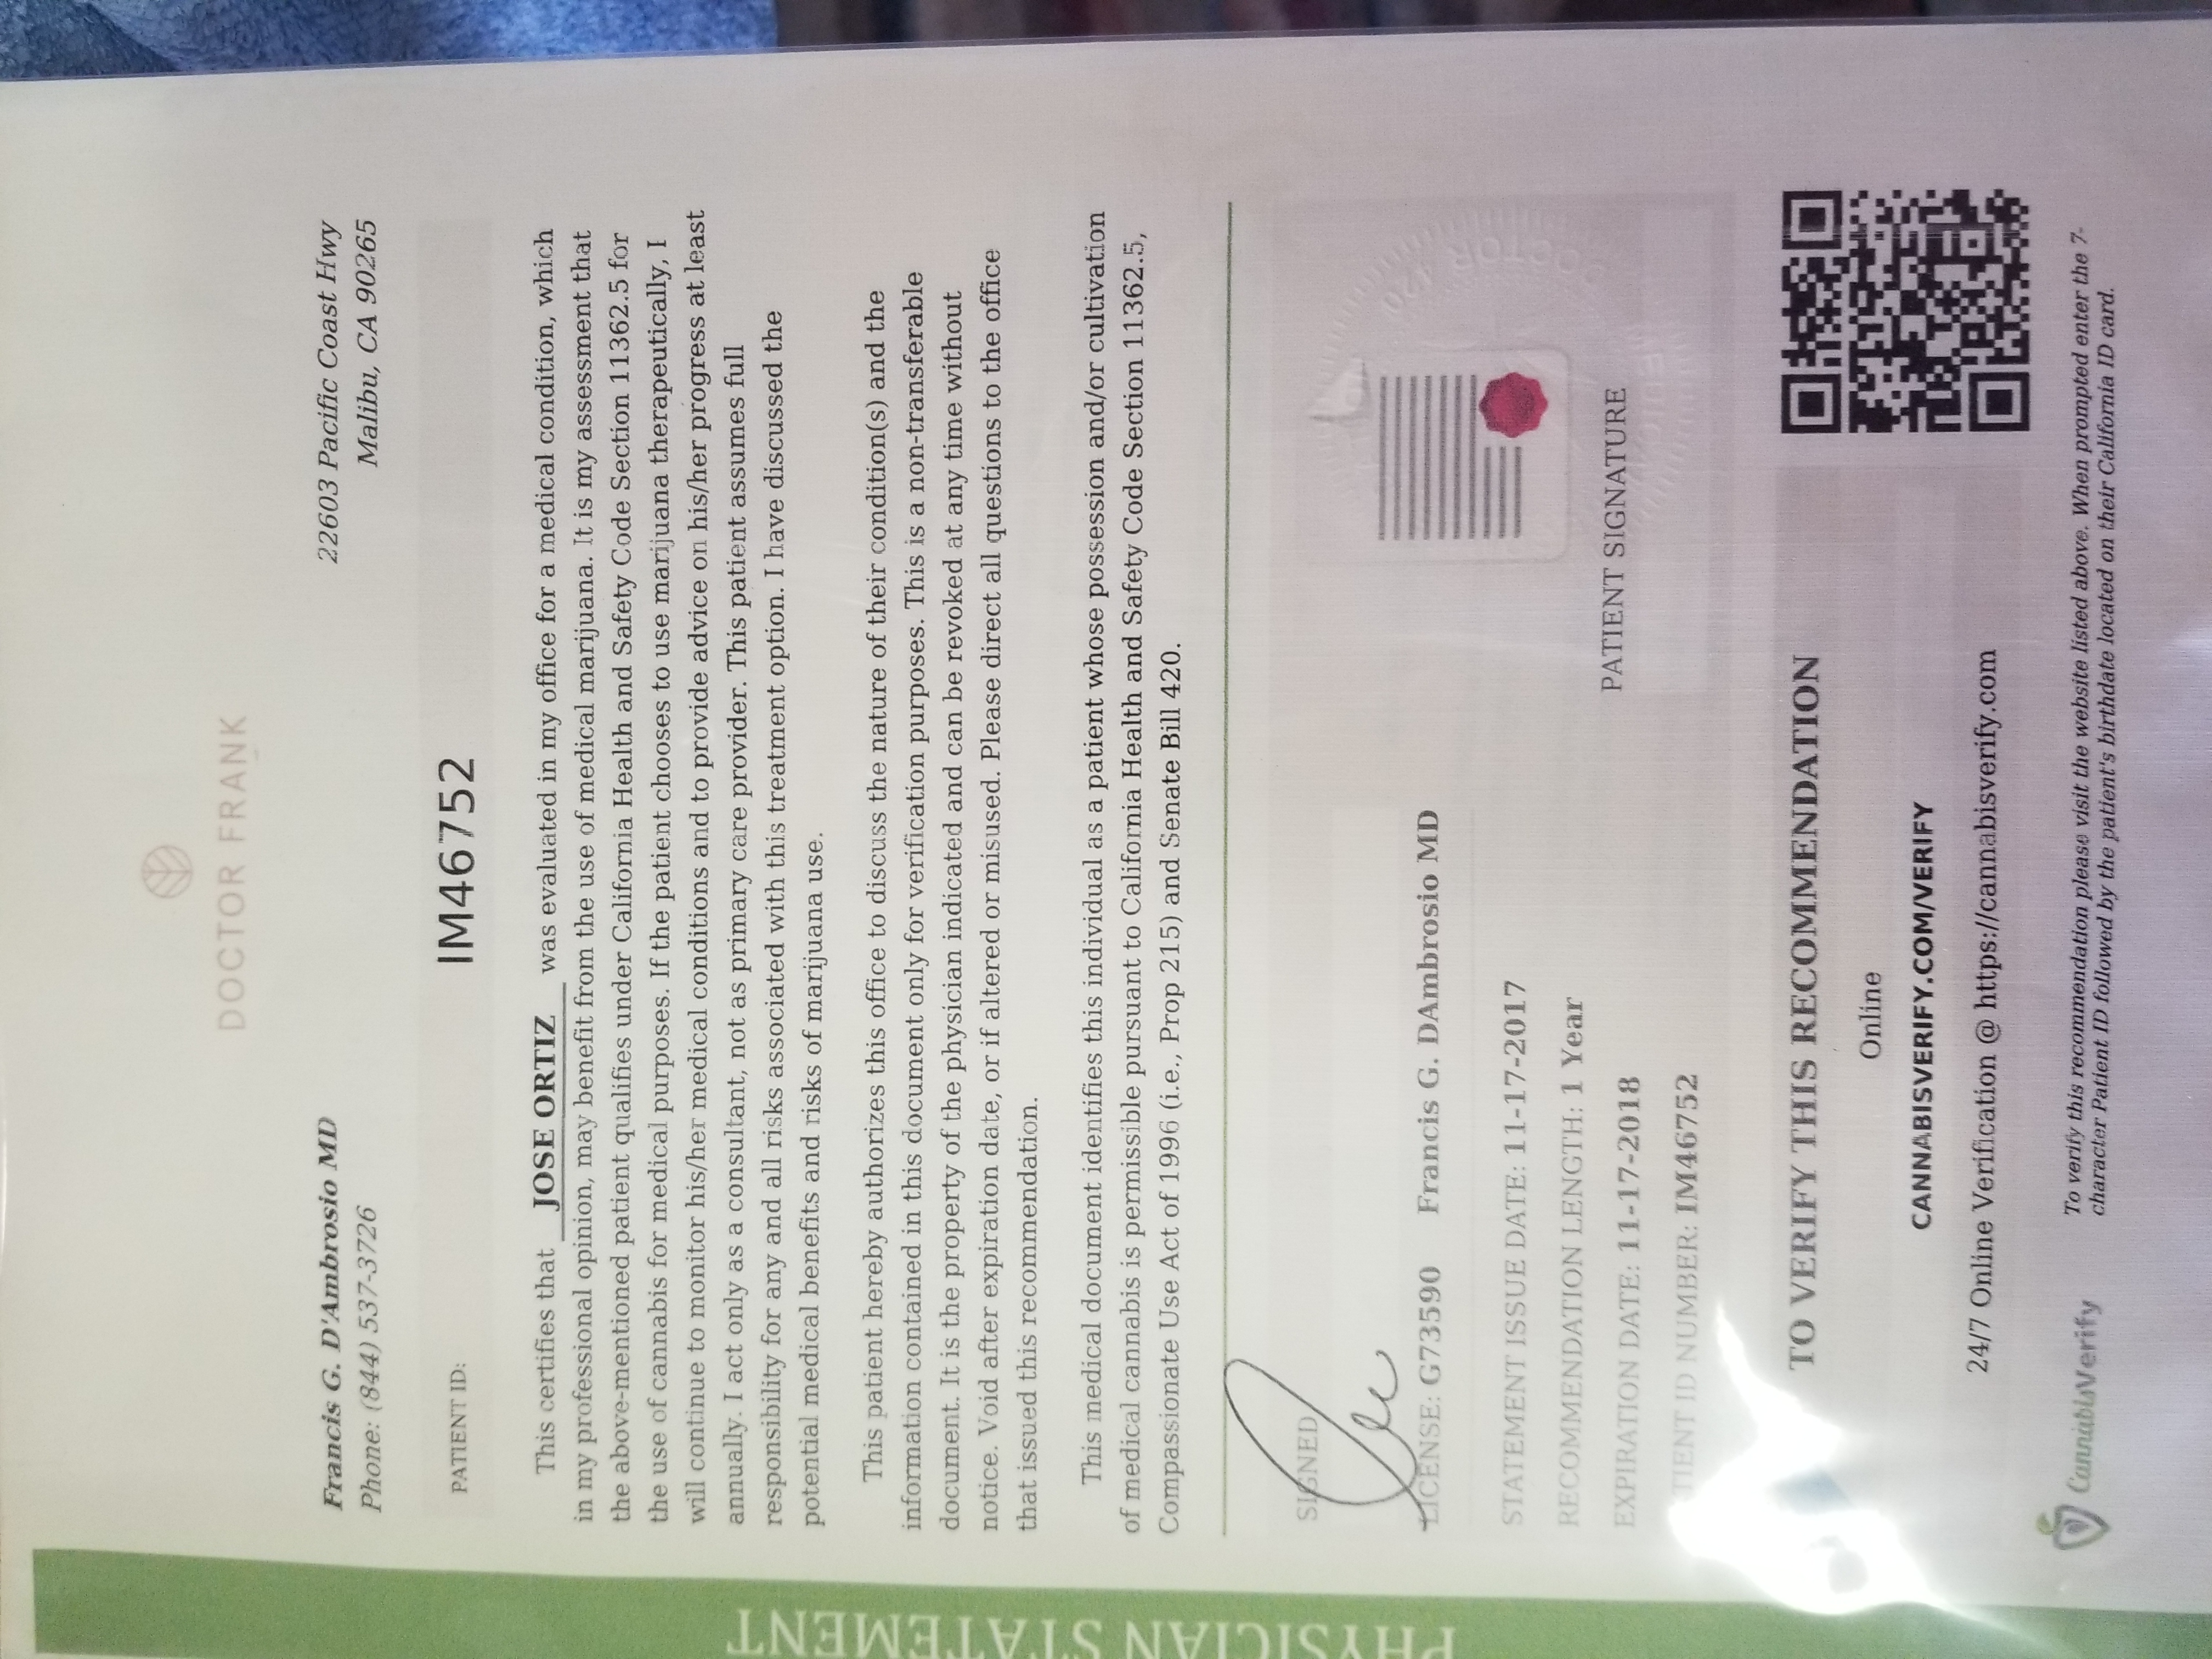 DOCTOR FRANK
Francis G. D'Ambrosio MD
Phone: (844) 537-3726
22603 Pacific Coast Hwy
Malibu, CA 90265
PATIENT ID: IM46752
This certifies that JOSE ORTIZ was evaluated in my office for a medical condition, which
in my professional opinion, may benefit from the use of medical marijuana. It is my assessment that
the above-mentioned patient qualifies under California Health and Safety Code Section 11362.5 for
the use of cannabis for medical purposes. If the patient chooses to use marijuana therapeutically, I
will continue to monitor his/her medical conditions and to provide advice on his/her progress at least
annually. I act only as a consultant, not as primary care provider. This patient assumes full
responsibility for any and all risks associated with this treatment option. I have discussed the
potential medical benefits and risks of marijuana use.
This patient hereby authorizes this office to discuss the nature of their condition(s) and the
information contained in this document only for verification purposes. This is a non-transferable
document. It is the property of the physician indicated and can be revoked at any time without
notice. Void after expiration date, or if altered or misused. Please direct all questions to the office
that issued this recommendation.
This medical document identifies this individual as a patient whose possession and/or cultivation
of medical cannabis is permissible pursuant to California Health and Safety Code Section 11362.5,
Compassionate Use Act of 1996 (i.e., Prop 215) and Senate Bill 420.
PHYSICIAN STATEMENT
SIGNED
LICENSE: G73590 Francis G. DAmbrosio MD
STATEMENT ISSUE DATE: 11-17-2017
RECOMMENDATION LENGTH: 1 Year
EXPIRATION DATE: 11-17-2018
TIENT ID NUMBER: IM46752
PATIENT SIGNATURE
TO VERIFY THIS RECOMMENDATION
Online
CANNABISVERIFY.COM/VERIFY
24/7 Online Verification @ https://cannabisverify.com
CannabisVerify
To verify this recommendation please visit the website listed above. When prompted enter the 7-
character Patient ID followed by the patient's birthdate located on their California ID card.